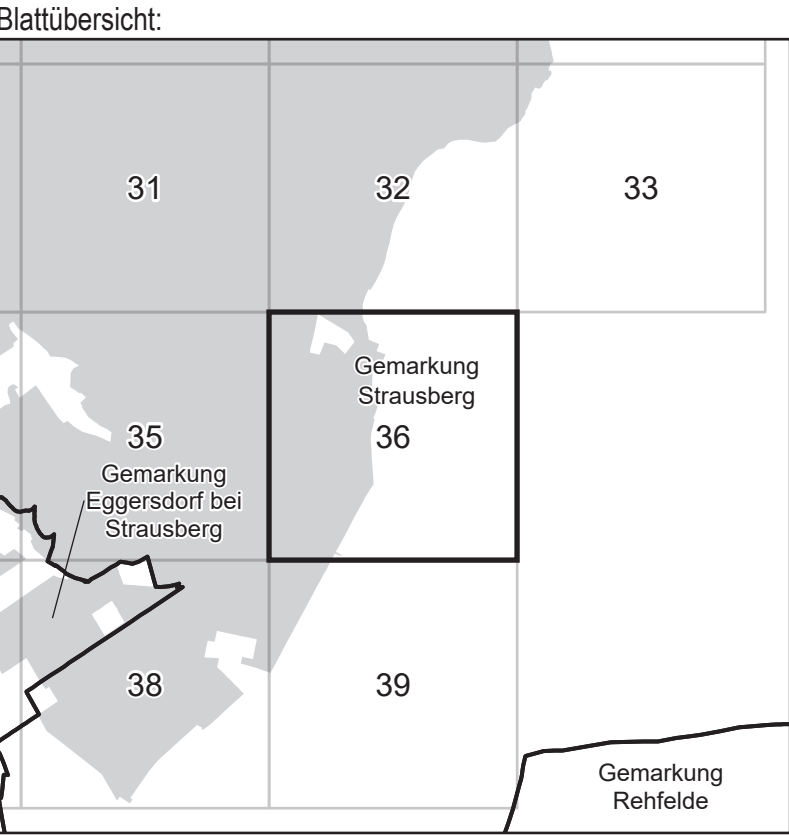 Blattübersicht:
31
32
33
Gemarkung
Strausberg
35
36
Gemarkung
Eggersdorf bei
Strausberg
38
39
Gemarkung
Rehfelde